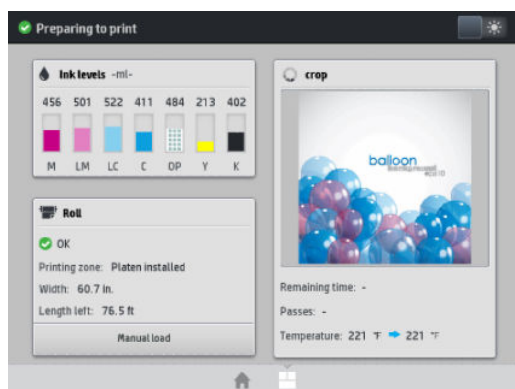 Preparing to print
Ink levels -ml-
456 501 522 411 484 213 402
M LM LC C OP Y K
Roll
OK
Printing zone: Platen installed
Width: 60.7 in.
Length left: 76.5 ft
Manual load
crop
balloon
Remaining time: -
Passes: -
Temperature: 221 °F 221 °F